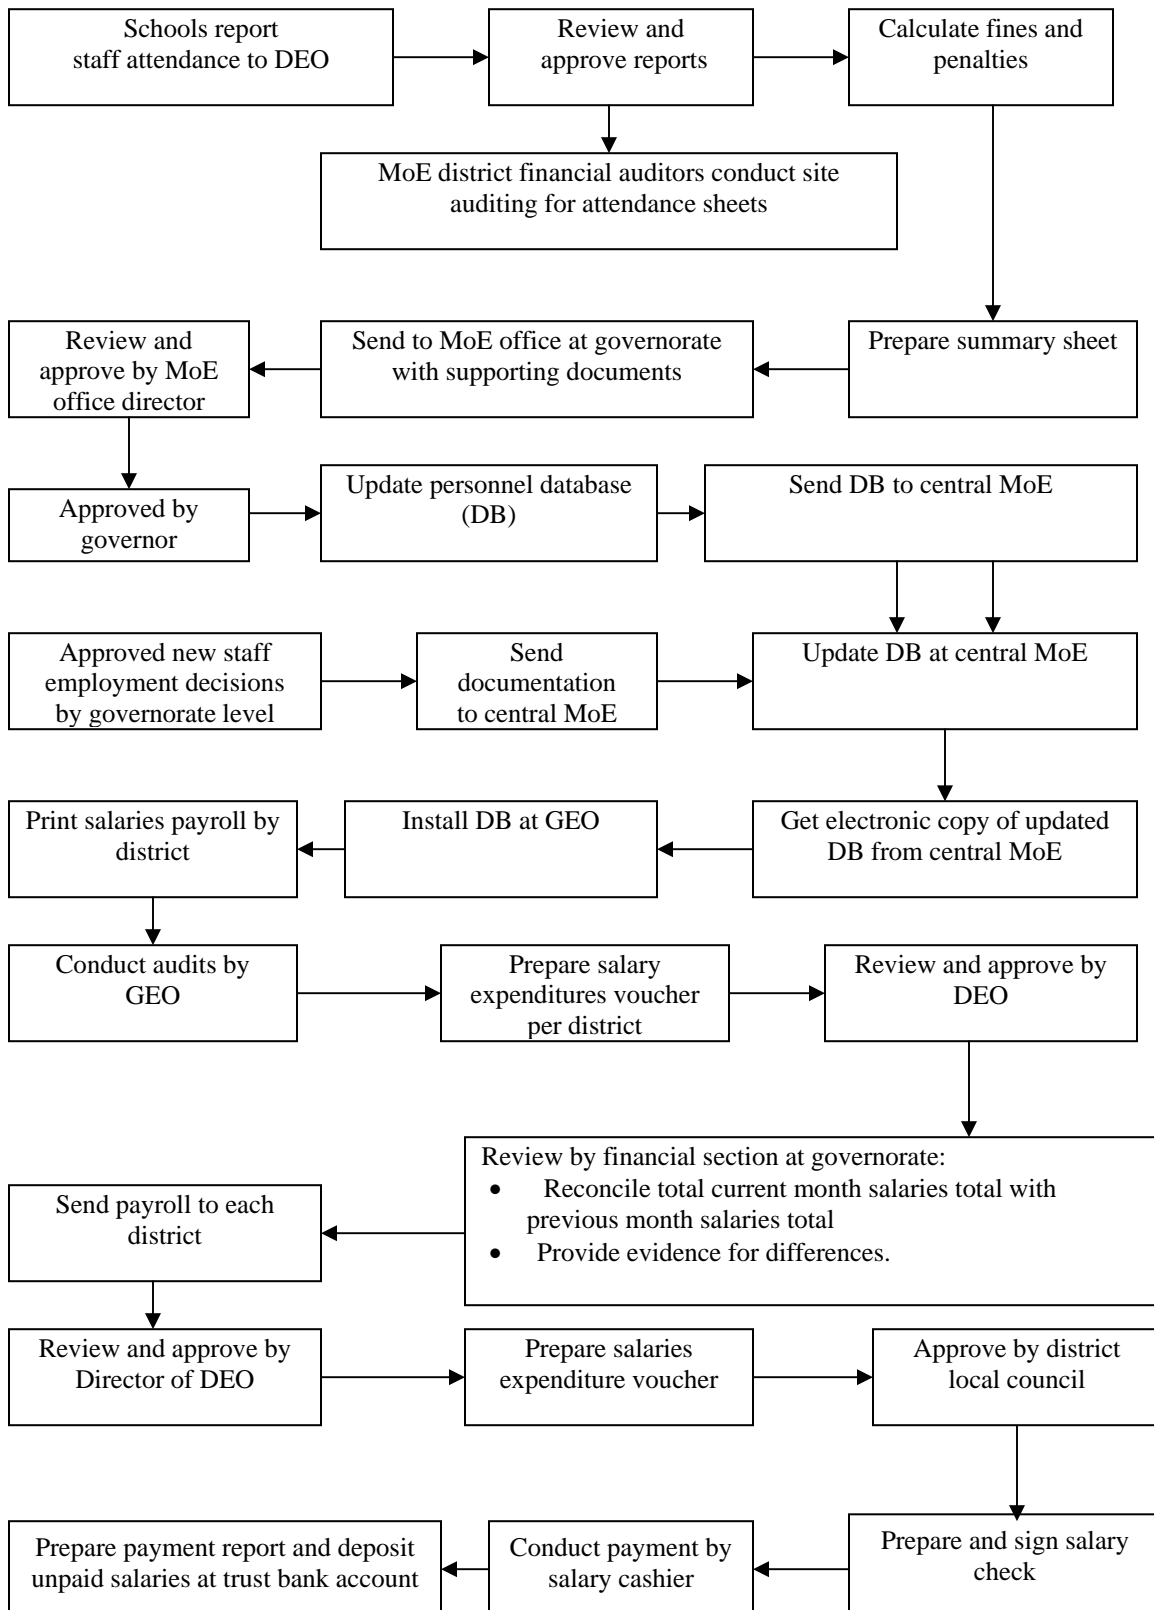 Schools report
staff attendance to DEO
Review and
approve reports
Calculate fines and
penalties
MoE district financial auditors conduct site
auditing for attendance sheets
Review and
approve by MoE
office director
Send to MoE office at governorate
with supporting documents
Prepare summary sheet
Approved by
governor
Update personnel database
(DB)
Send DB to central MoE
Approved new staff
employment decisions
by governorate level
Send
documentation
to central MoE
Update DB at central MoE
Print salaries payroll by
district
Install DB at GEO
Get electronic copy of updated
DB from central MoE
Conduct audits by
GEO
Prepare salary
expenditures voucher
per district
Review and approve by
DEO
Review by financial section at governorate:
• Reconcile total current month salaries total with
previous month salaries total
• Provide evidence for differences.
Send payroll to each
district
Review and approve by
Director of DEO
Prepare salaries
expenditure voucher
Approve by district
local council
Prepare payment report and deposit
unpaid salaries at trust bank account
Conduct payment by
salary cashier
Prepare and sign salary
check